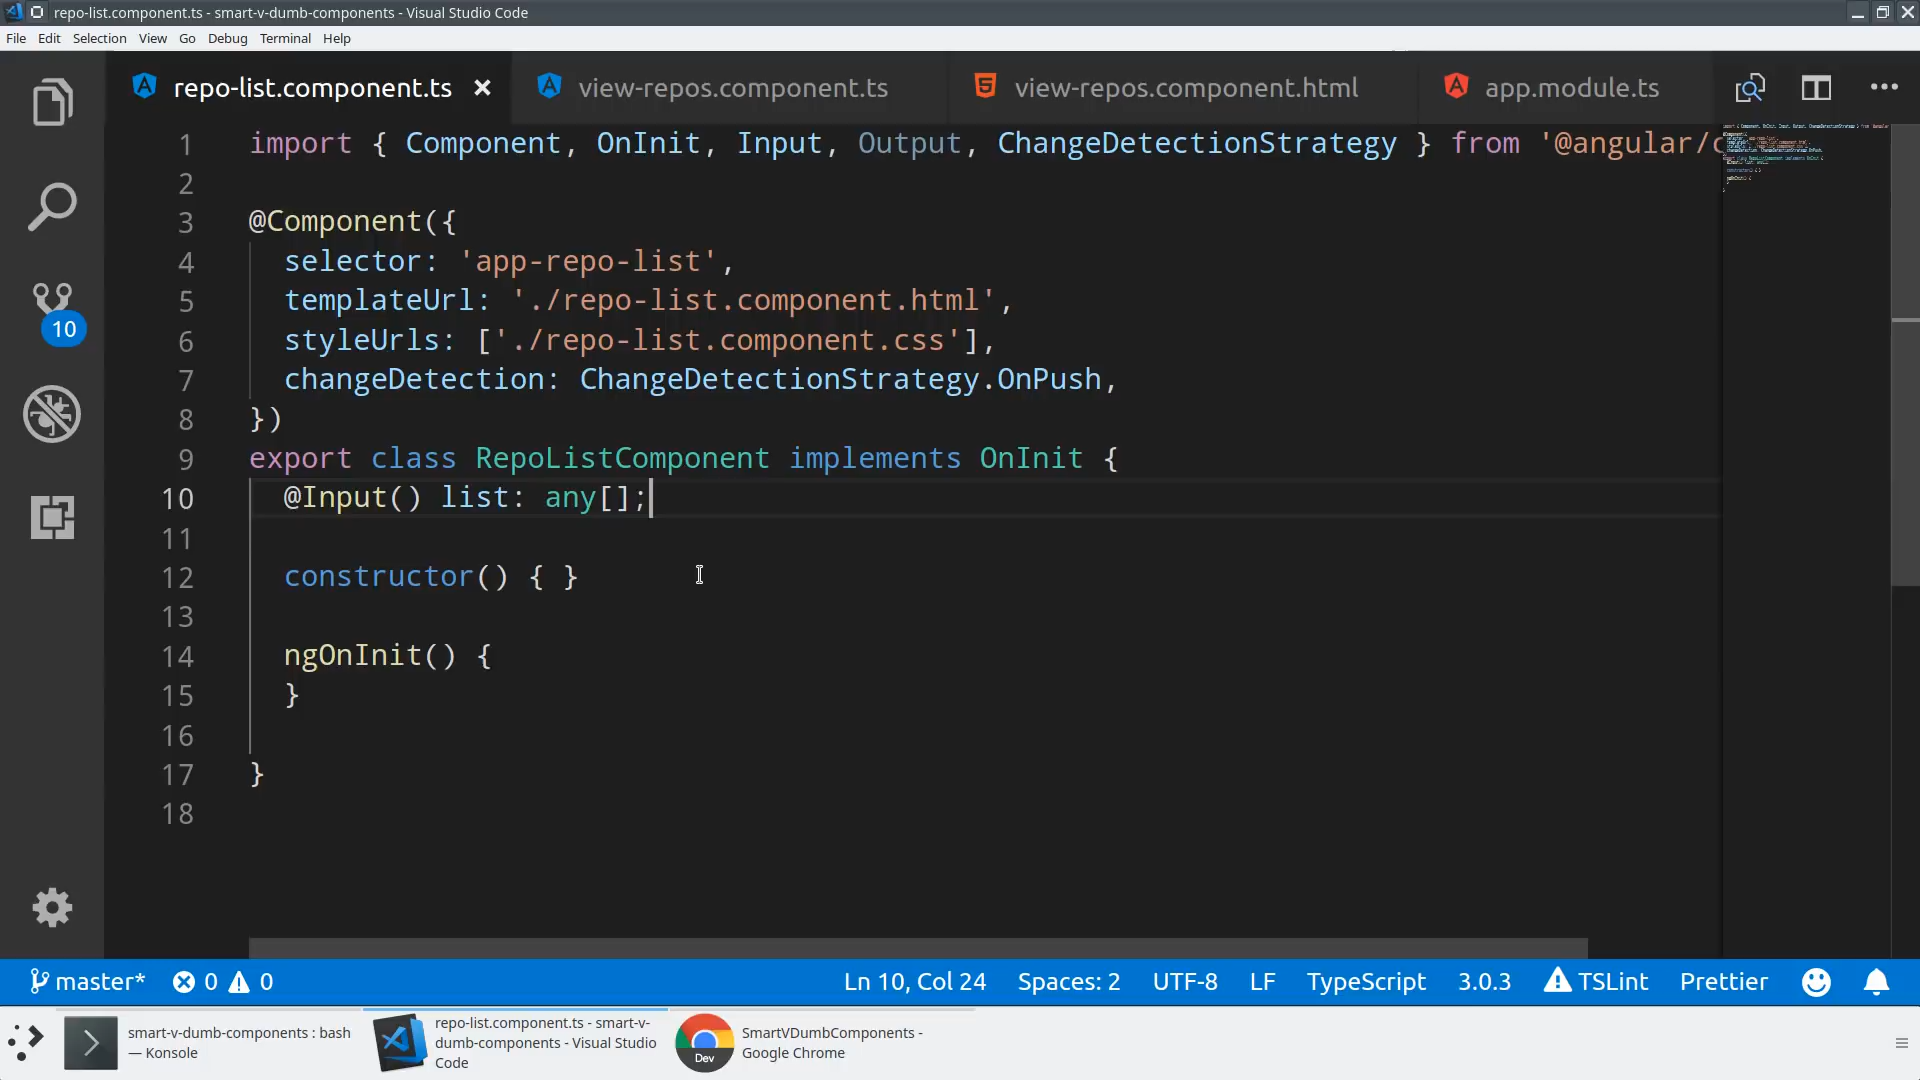 repo-list.component.ts - smart-v-dumb-components - Visual Studio Code
File Edit Selection View Go Debug Terminal Help
repo-list.component.ts view-repos.component.ts view-repos.component.html app.module.ts
1 import { Component, OnInit, Input, Output, ChangeDetectionStrategy } from '@angular/c
2
3 @Component({
4 selector: 'app-repo-list',
5 templateUrl: './repo-list.component.html',
6 styleUrls: ['./repo-list.component.css'],
7 changeDetection: ChangeDetectionStrategy.OnPush,
8 })
9 export class RepoListComponent implements OnInit {
10 @Input() list: any[];
11
12 constructor() { }
13
14 ngOnInit() {
15 }
16
17 }
18
10
master* 0 0 Ln 10, Col 24 Spaces: 2 UTF-8 LF TypeScript 3.0.3 TSLint Prettier
smart-v-dumb-components : bash
— Konsole
repo-list.component.ts - smart-v-
dumb-components - Visual Studio
Code
Dev
SmartVDumbComponents -
Google Chrome